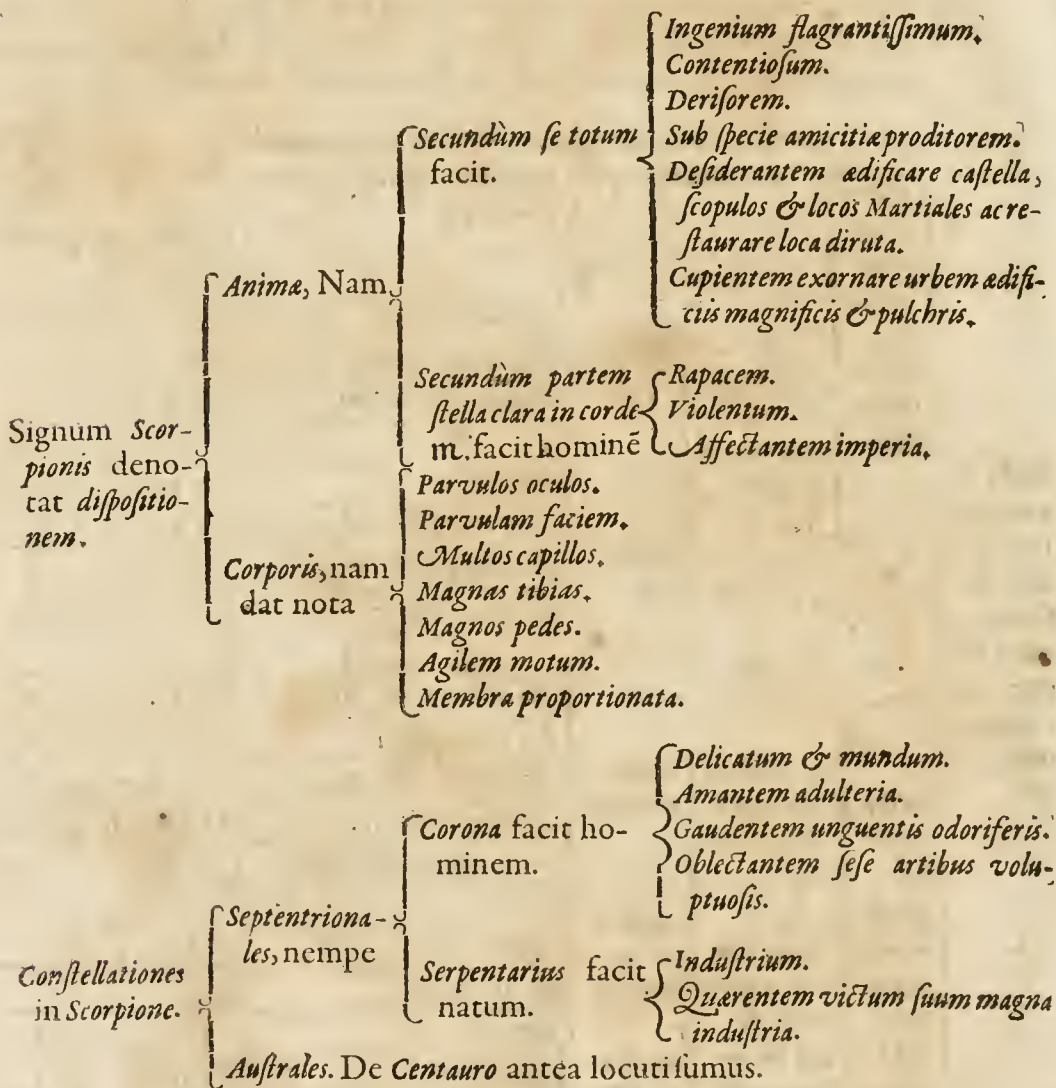 Signum Scor-
pionis deno-
tat dispositio-
nem.
Animæ, Nam
Secundùm se totum
facit.
Ingenium flagrantissimum.
Contentiosum.
Derisorem.
Sub specie amicitiæ proditorem.
Desiderantem ædificare castella,
scopulos & locos Martiales ac re-
staurare loca diruta.
Cupientem exornare urbem ædifi-
ciis magnificis & pulchris.
Secundùm partem
stella clara in corde
♏. facit hominẽ
Rapacem.
Violentum.
Affectantem imperia.
Corporis, nam
dat nota
Parvulos oculos.
Parvulam faciem.
Multos capillos.
Magnas tibias.
Magnos pedes.
Agilem motum.
Membra proportionata.
Constellationes
in Scorpione.
Septentriona-
les, nempe
Corona facit ho-
minem.
Delicatum & mundum.
Amantem adulteria.
Gaudentem unguentis odoriferis.
Oblectantem sese artibus volu-
ptuosis.
Serpentarius facit
natum.
Industrium.
Quærentem victum suum magna
industria.
Australes. De Centauro antea locuti sumus.